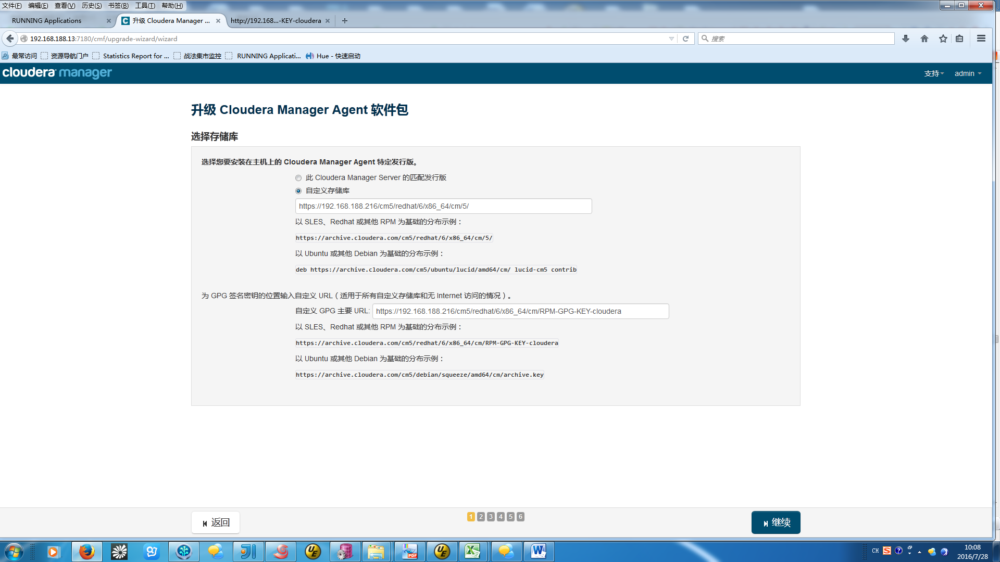 文件(F) 编辑(E) 查看(V) 历史(S) 书签(B) 工具(T) 帮助(H)
RUNNING Applications
升级 Cloudera Manager ...
http://192.168...-KEY-cloudera
192.168.188.13:7180/cmf/upgrade-wizard/wizard
搜索
最常访问 资源导航门户 Statistics Report for ... 战法集市监控 RUNNING Applicati... Hue - 快速启动
cloudera manager
支持 admin
升级 Cloudera Manager Agent 软件包
选择存储库
选择您要安装在主机上的 Cloudera Manager Agent 特定发行版。
此 Cloudera Manager Server 的匹配发行版
自定义存储库
https://192.168.188.216/cm5/redhat/6/x86_64/cm/5/
以 SLES、Redhat 或其他 RPM 为基础的分布示例：
https://archive.cloudera.com/cm5/redhat/6/x86_64/cm/5/
以 Ubuntu 或其他 Debian 为基础的分布示例：
deb https://archive.cloudera.com/cm5/ubuntu/lucid/amd64/cm/ lucid-cm5 contrib
为 GPG 签名密钥的位置输入自定义 URL（适用于所有自定义存储库和无 Internet 访问的情况）。
自定义 GPG 主要 URL: https://192.168.188.216/cm5/redhat/6/x86_64/cm/RPM-GPG-KEY-cloudera
以 SLES、Redhat 或其他 RPM 为基础的分布示例：
https://archive.cloudera.com/cm5/redhat/6/x86_64/cm/RPM-GPG-KEY-cloudera
以 Ubuntu 或其他 Debian 为基础的分布示例：
https://archive.cloudera.com/cm5/debian/squeeze/amd64/cm/archive.key
返回
1 2 3 4 5 6
继续
CH
10:08
2016/7/28